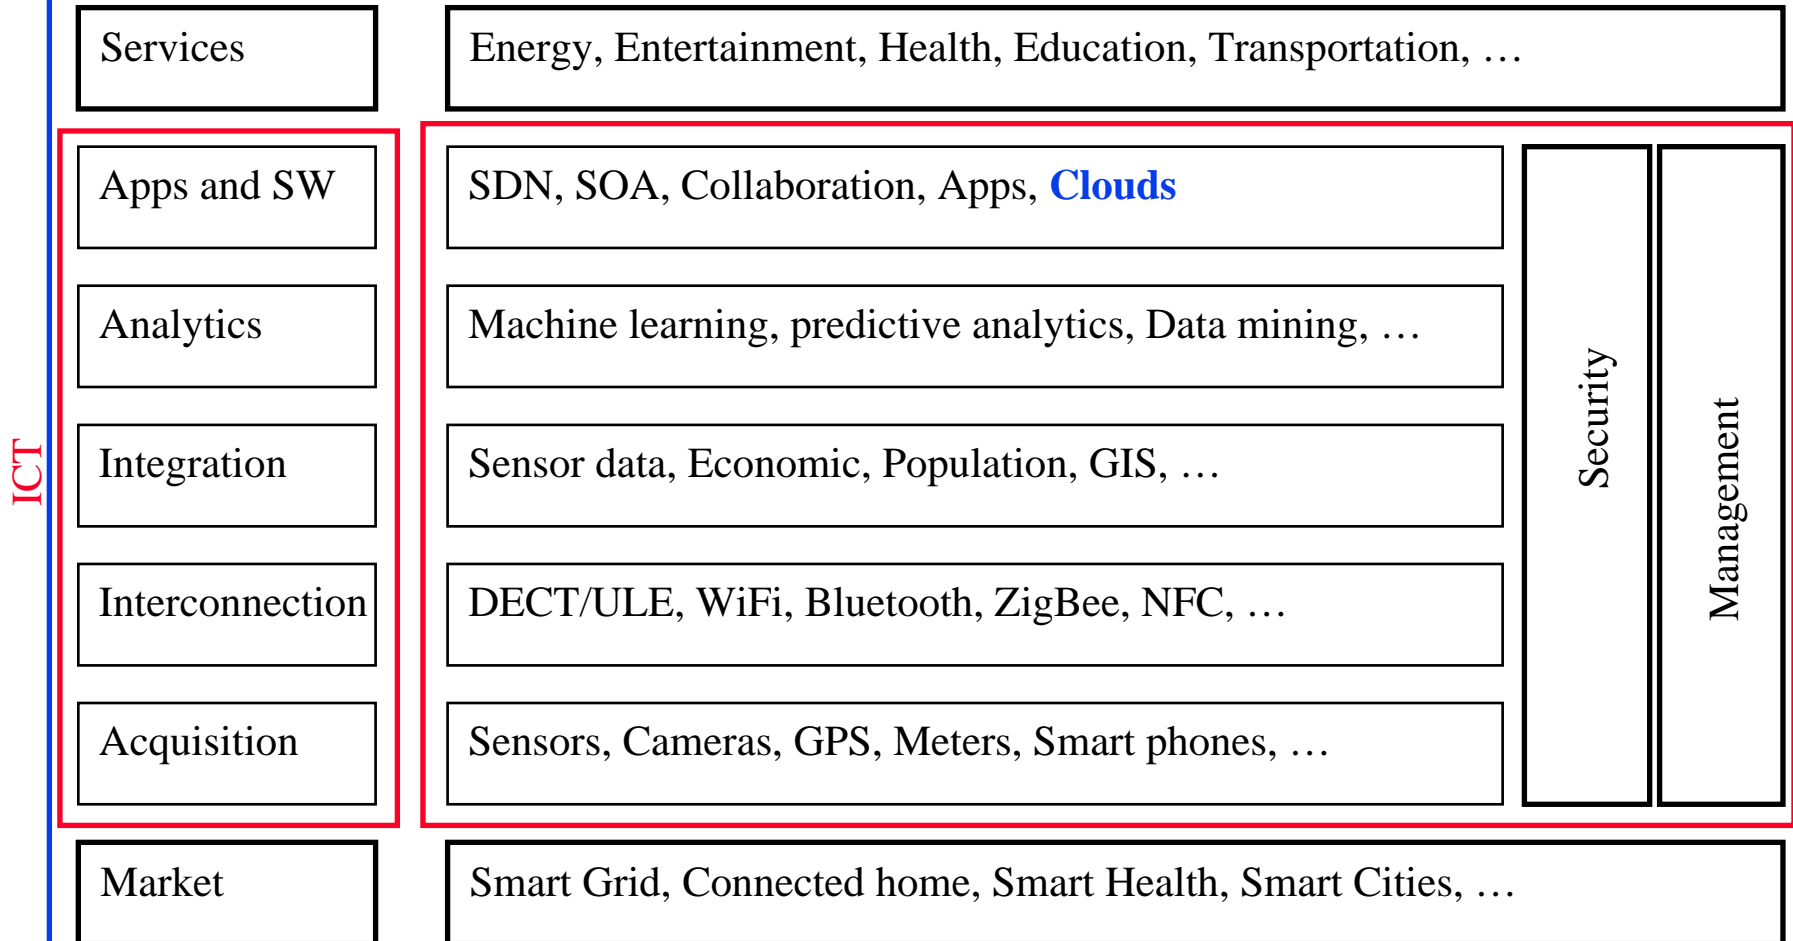 Services
Energy, Entertainment, Health, Education, Transportation, …
Apps and SW
SDN, SOA, Collaboration, Apps, Clouds
Analytics
Machine learning, predictive analytics, Data mining, …
Integration
Sensor data, Economic, Population, GIS, …
Interconnection
DECT/ULE, WiFi, Bluetooth, ZigBee, NFC, …
Acquisition
Sensors, Cameras, GPS, Meters, Smart phones, …
Market
Smart Grid, Connected home, Smart Health, Smart Cities, …
ICT
Security
Management